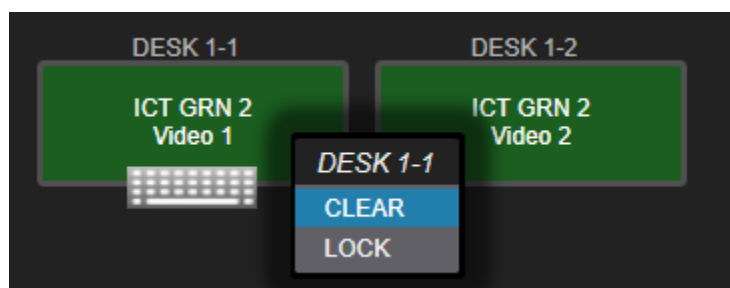 DESK 1-1
DESK 1-2
ICT GRN 2
Video 1
ICT GRN 2
Video 2
DESK 1-1
CLEAR
LOCK